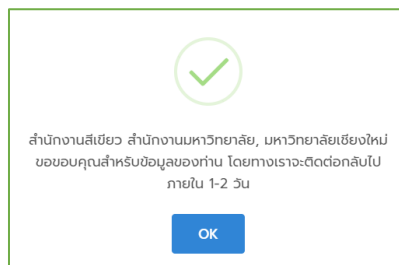 สำนักงานสีเขียว สำนักงานมหาวิทยาลัย, มหาวิทยาลัยเชียงใหม่
ขอขอบคุณสำหรับข้อมูลของท่าน โดยทางเราจะติดต่อกลับไป
ภายใน 1-2 วัน
OK